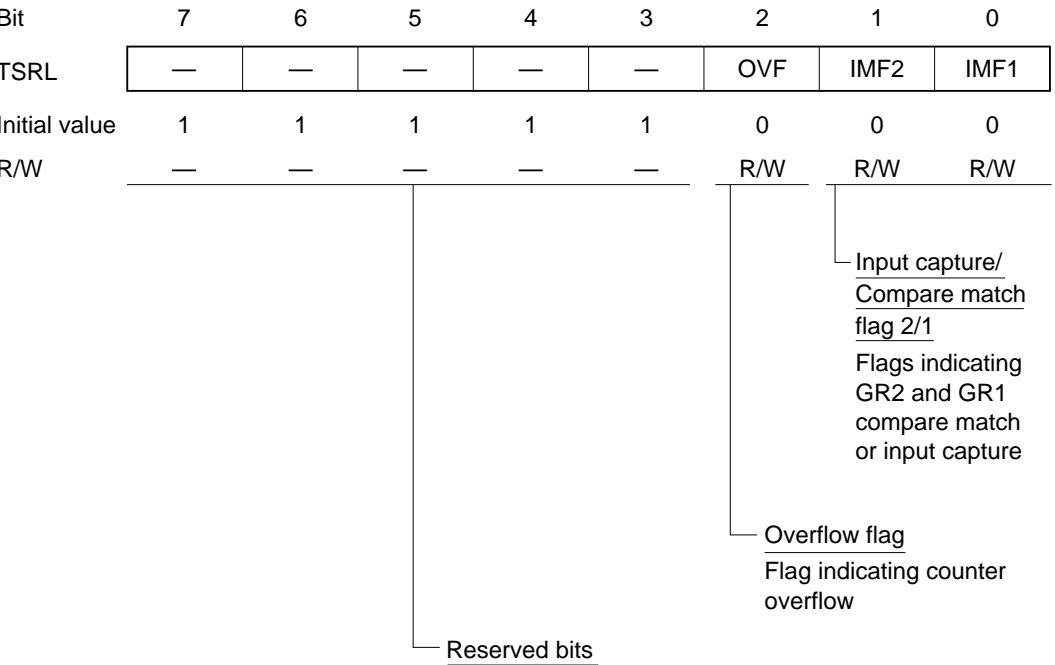 Bit 7 6 5 4 3 2 1 0
TSRL — — — — — OVF IMF2 IMF1
Initial value 1 1 1 1 1 0 0 0
R/W — — — — — R/W R/W R/W
Input capture/
Compare match
flag 2/1
Flags indicating
GR2 and GR1
compare match
or input capture
Overflow flag
Flag indicating counter
overflow
Reserved bits